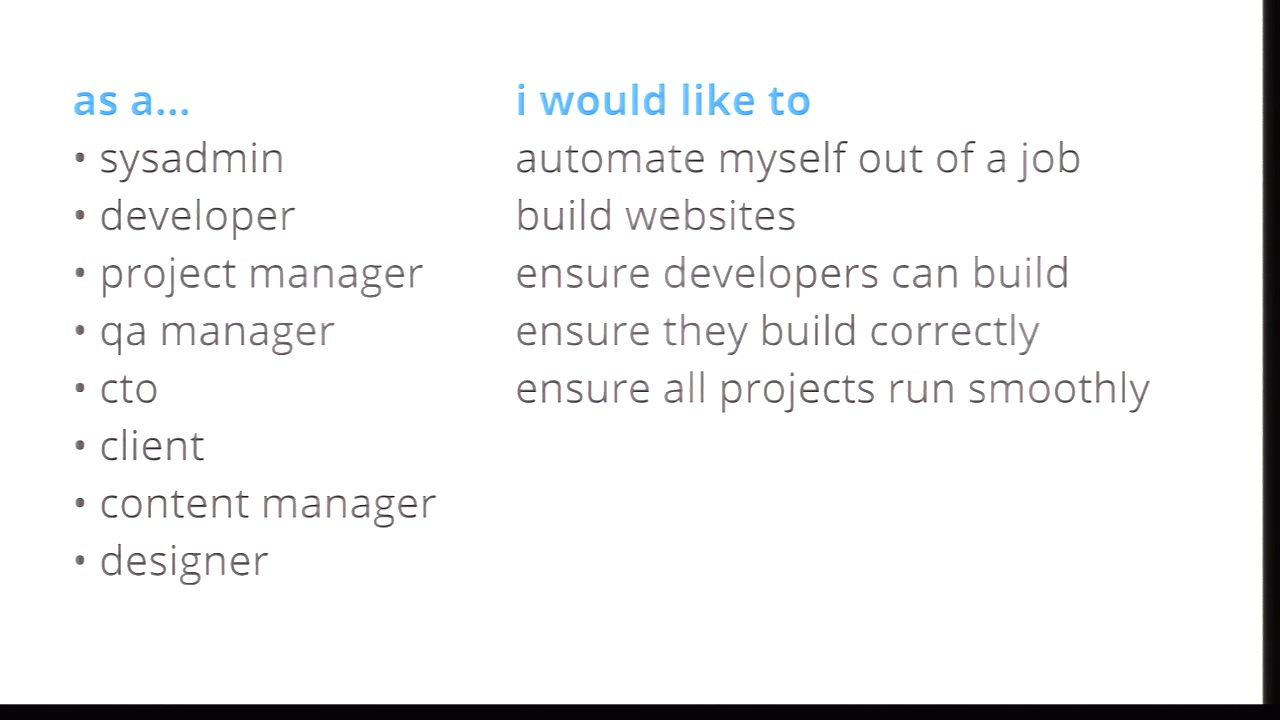 as a... i would like to
• sysadmin automate myself out of a job
• developer build websites
• project manager ensure developers can build
• qa manager ensure they build correctly
• cto ensure all projects run smoothly
• client
• content manager
• designer